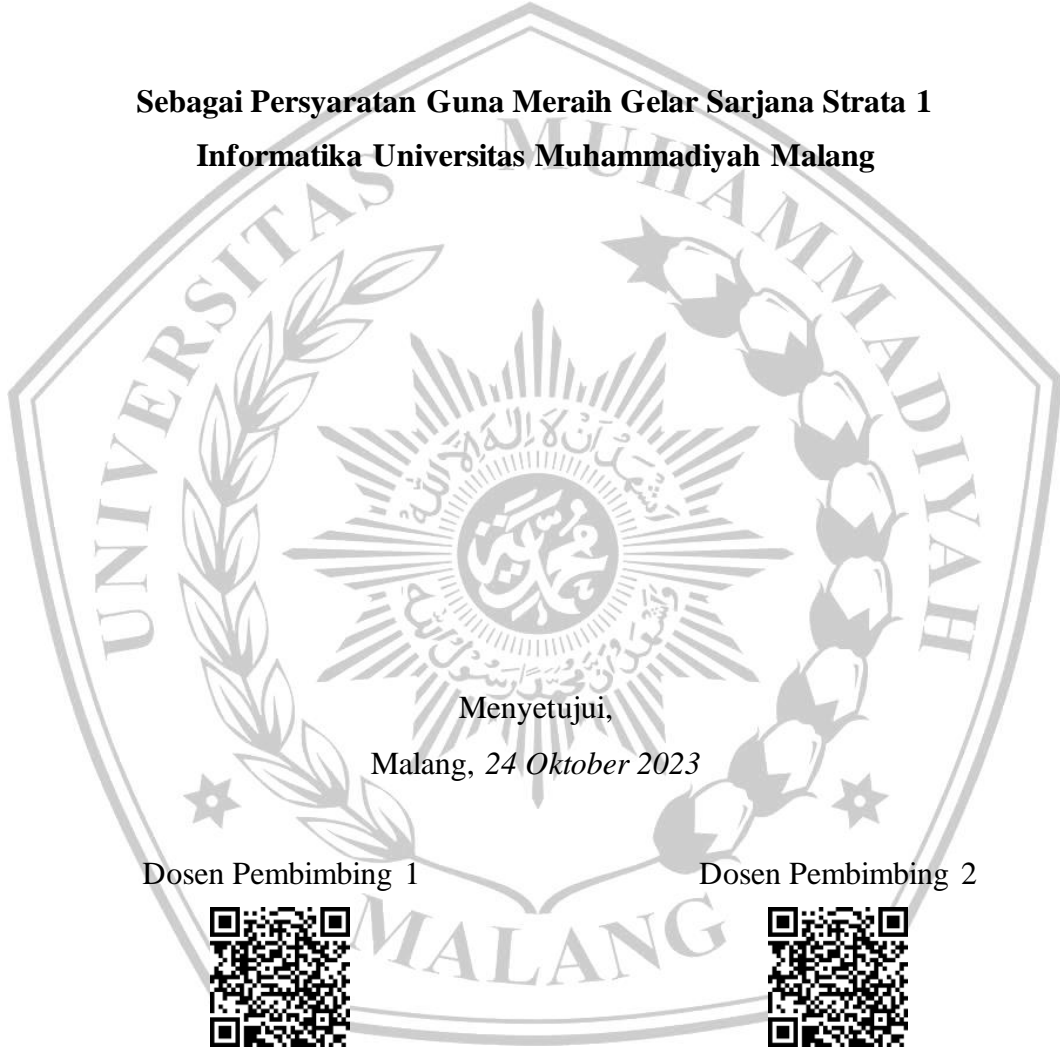 Sebagai Persyaratan Guna Meraih Gelar Sarjana Strata 1
Informatika Universitas Muhammadiyah Malang
UNIVERSITAS MUHAMMADIYAH
MALANG
Menyetujui,
Malang, 24 Oktober 2023
Dosen Pembimbing 1 Dosen Pembimbing 2